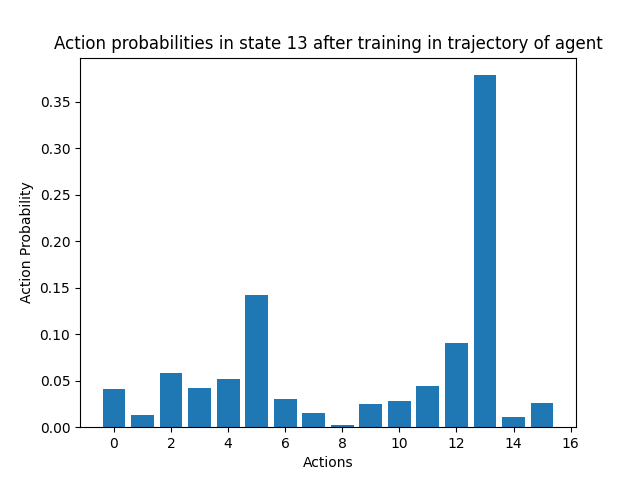 Action probabilities in state 13 after training in trajectory of agent
0.35
0.30
0.25
0.20
0.15
0.10
0.05
0.00
Action Probability
0 2 4 6 8 10 12 14 16
Actions